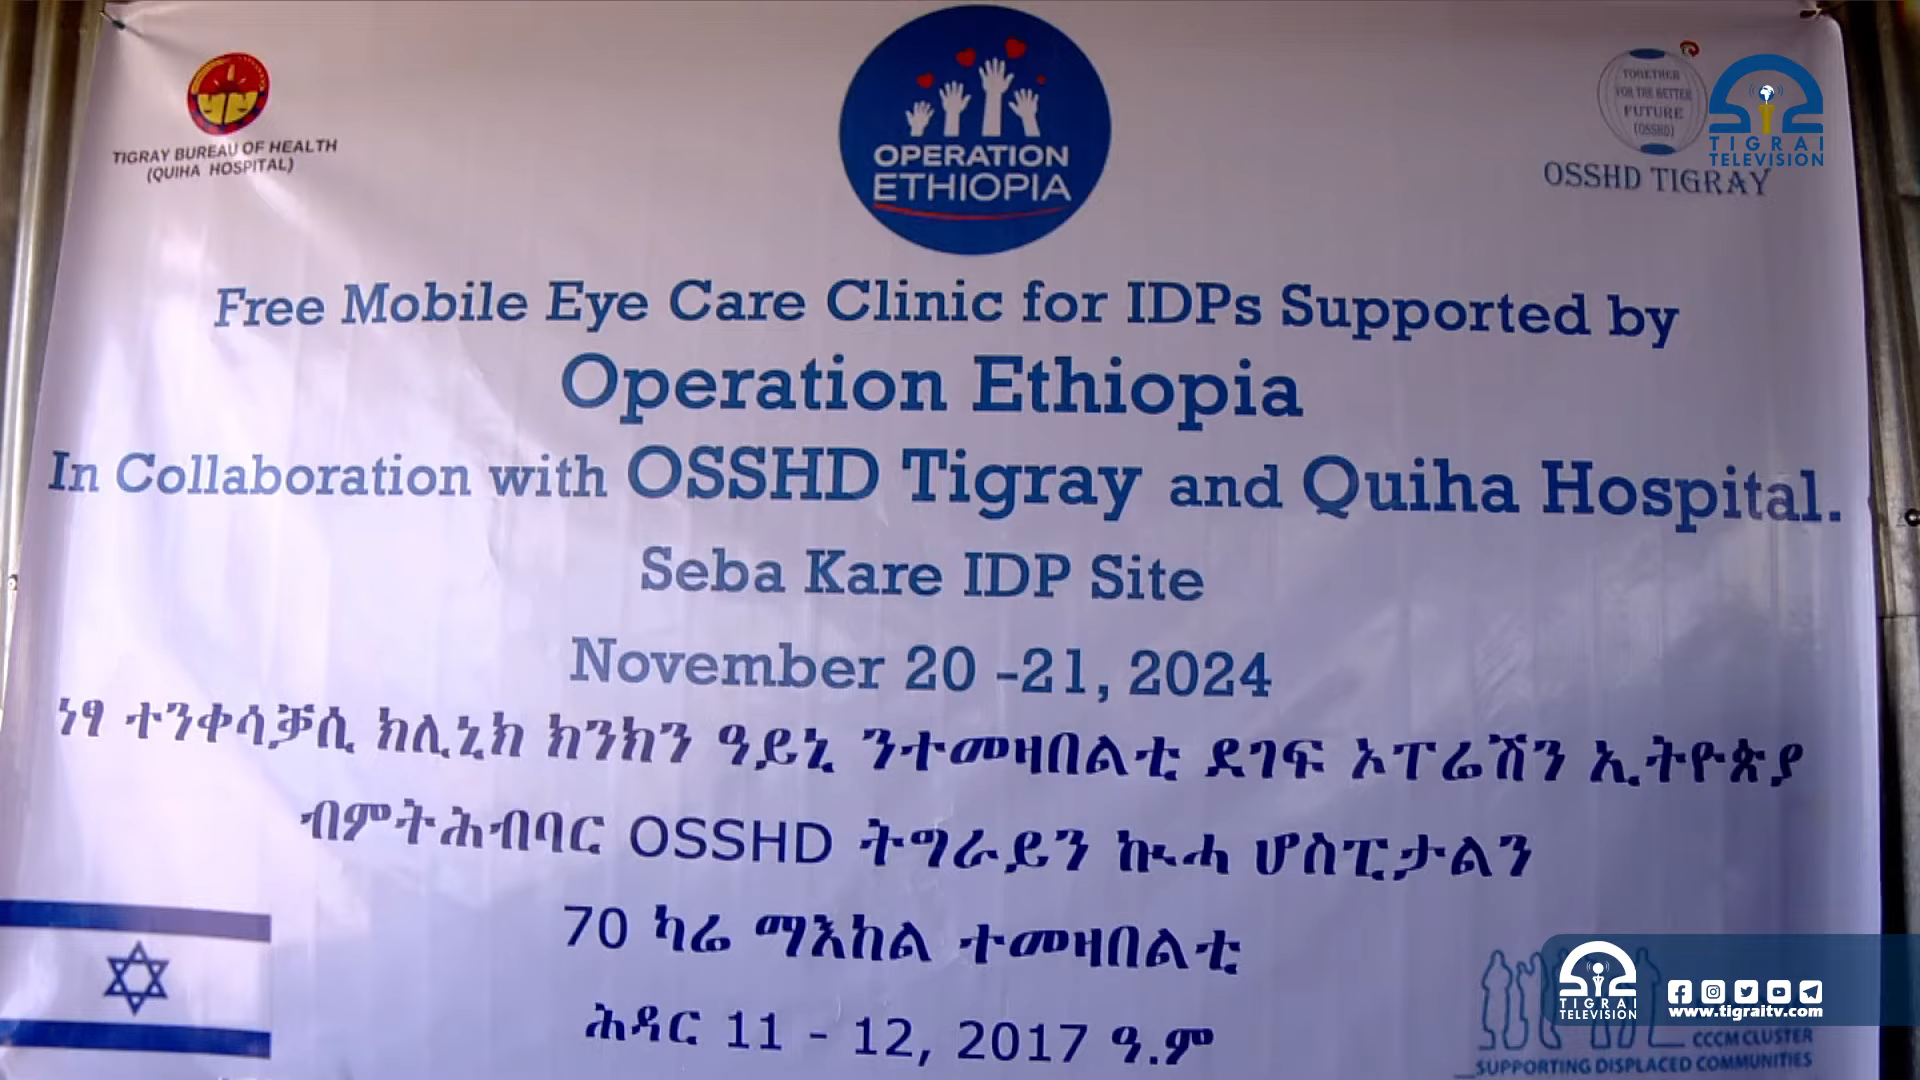 TIGRAY BUREAU OF HEALTH
(QUIHA HOSPITAL)
OPERATION
ETHIOPIA
TOGETHER
FOR THE BETTER
FUTURE
(OSSHD)
OSSHD TIGRAY
TIGRAI
TELEVISION
Free Mobile Eye Care Clinic for IDPs Supported by
Operation Ethiopia
In Collaboration with OSSHD Tigray and Quiha Hospital.
Seba Kare IDP Site
November 20 -21, 2024
ነፃ ተንቀሳቓሲ ክሊኒክ ክንክን ዓይኒ ንተመዛበልቲ ደገፍ ኦፐሬሽን ኢትዮጵያ
ብምትሕብባር OSSHD ትግራይን ኲሓ ሆስፒታልን
70 ካሬ ማእከል ተመዛበልቲ
ሕዳር 11 - 12, 2017 ዓ.ም
CCCM CLUSTER
SUPPORTING DISPLACED COMMUNITIES
TIGRAI
TELEVISION
www.tigraitv.com